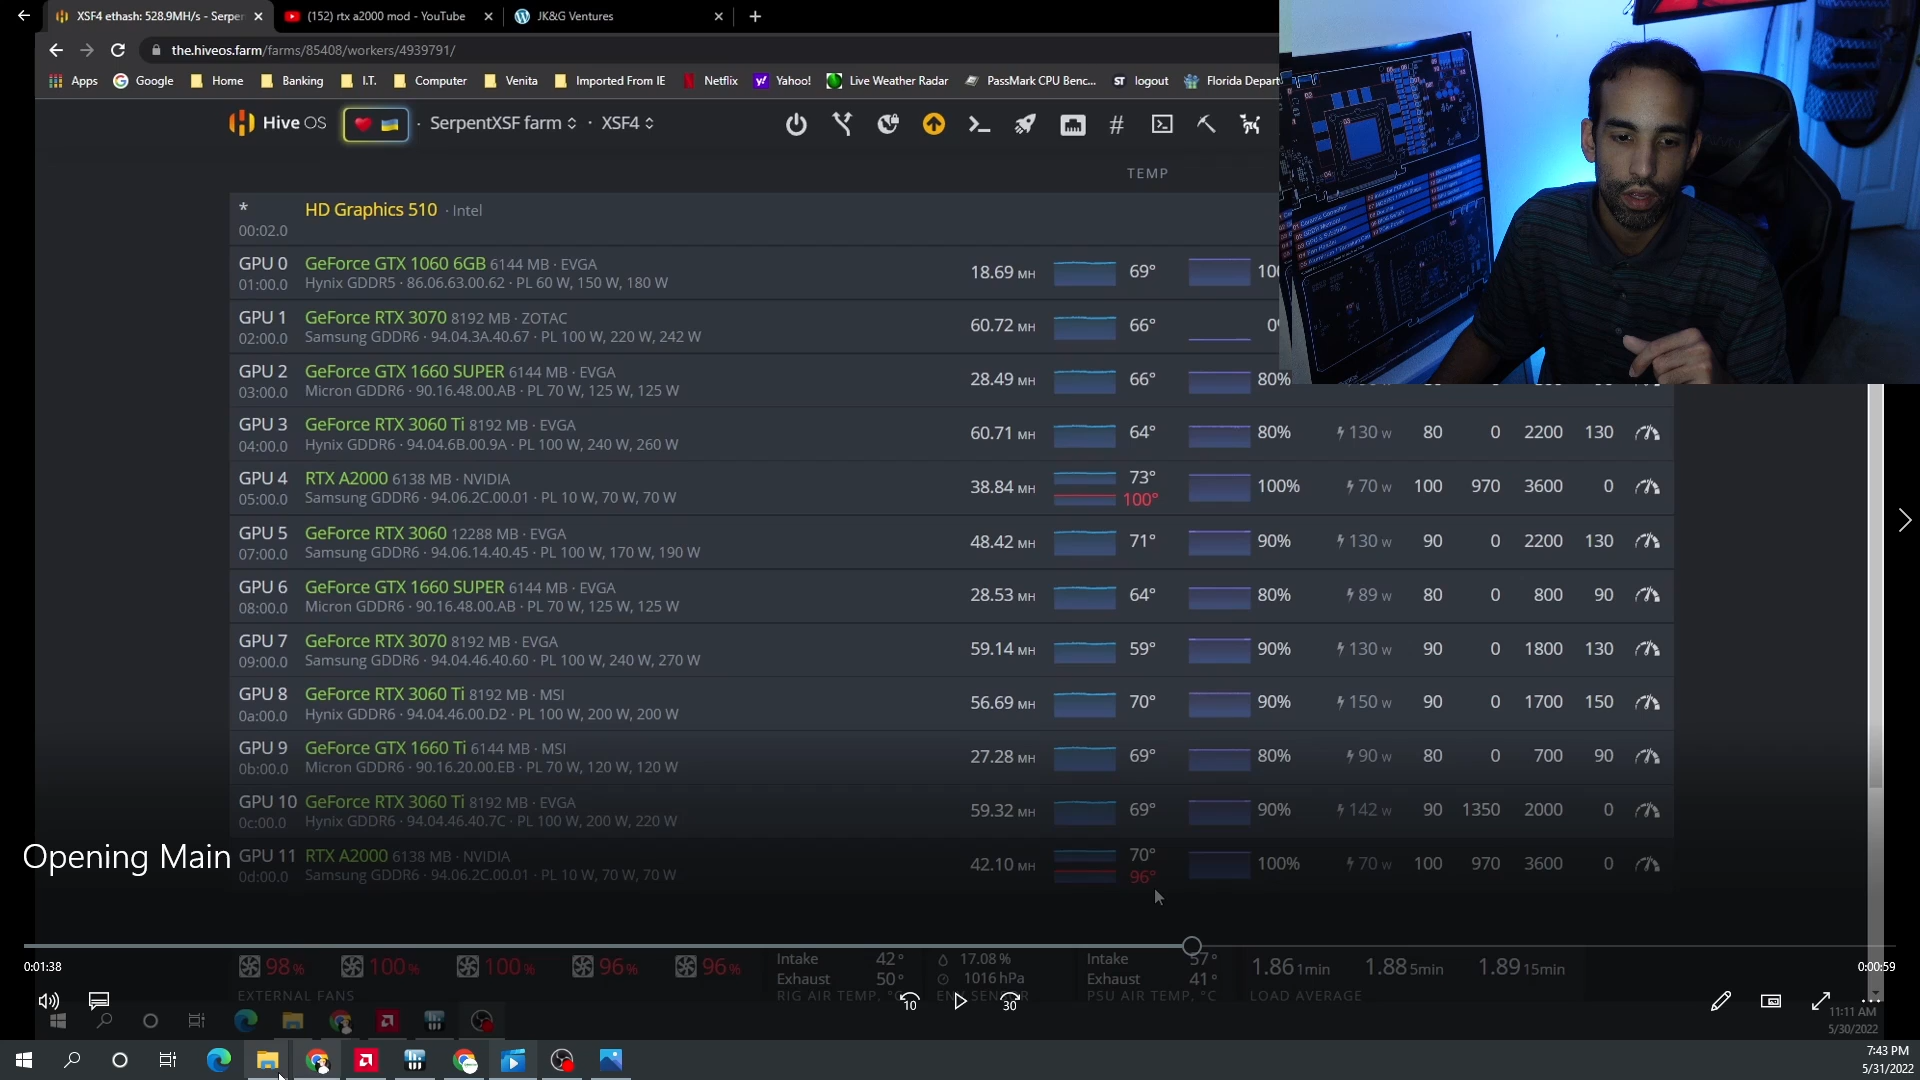 XSF4 ethash: 528.9MH/s - Serpen
(152) rtx a2000 mod - YouTube
JK&G Ventures
the.hiveos.farm/farms/85408/workers/4939791/
Apps Google Home Banking I.T. Computer Venita Imported From IE Netflix Yahoo! Live Weather Radar PassMark CPU Benc... ST logout Florida Depart
Hive OS · SerpentXSF farm · XSF4
TEMP
* HD Graphics 510 · Intel
00:02.0
GPU 0 GeForce GTX 1060 6GB 6144 MB · EVGA 18.69 MH 69° 100
01:00.0 Hynix GDDR5 · 86.06.63.00.62 · PL 60 W, 150 W, 180 W
GPU 1 GeForce RTX 3070 8192 MB · ZOTAC 60.72 MH 66° 0%
02:00.0 Samsung GDDR6 · 94.04.3A.40.67 · PL 100 W, 220 W, 242 W
GPU 2 GeForce GTX 1660 SUPER 6144 MB · EVGA 28.49 MH 66° 80%
03:00.0 Micron GDDR6 · 90.16.48.00.AB · PL 70 W, 125 W, 125 W
GPU 3 GeForce RTX 3060 Ti 8192 MB · EVGA 60.71 MH 64° 80% 130 W 80 0 2200 130
04:00.0 Hynix GDDR6 · 94.04.6B.00.9A · PL 100 W, 240 W, 260 W
GPU 4 RTX A2000 6138 MB · NVIDIA 38.84 MH 73° 100% 70 W 100 970 3600 0
05:00.0 Samsung GDDR6 · 94.06.2C.00.01 · PL 10 W, 70 W, 70 W 100°
GPU 5 GeForce RTX 3060 12288 MB · EVGA 48.42 MH 71° 90% 130 W 90 0 2200 130
07:00.0 Samsung GDDR6 · 94.06.14.40.45 · PL 100 W, 170 W, 190 W
GPU 6 GeForce GTX 1660 SUPER 6144 MB · EVGA 28.53 MH 64° 80% 89 W 80 0 800 90
08:00.0 Micron GDDR6 · 90.16.48.00.AB · PL 70 W, 125 W, 125 W
GPU 7 GeForce RTX 3070 8192 MB · EVGA 59.14 MH 59° 90% 130 W 90 0 1800 130
09:00.0 Samsung GDDR6 · 94.04.46.40.60 · PL 100 W, 240 W, 270 W
GPU 8 GeForce RTX 3060 Ti 8192 MB · MSI 56.69 MH 70° 90% 150 W 90 0 1700 150
0a:00.0 Hynix GDDR6 · 94.04.46.00.D2 · PL 100 W, 200 W, 200 W
GPU 9 GeForce GTX 1660 Ti 6144 MB · MSI 27.28 MH 69° 80% 90 W 80 0 700 90
0b:00.0 Micron GDDR6 · 90.16.20.00.EB · PL 70 W, 120 W, 120 W
GPU 10 GeForce RTX 3060 Ti 8192 MB · EVGA 59.32 MH 69° 90% 142 W 90 1350 2000 0
0c:00.0 Hynix GDDR6 · 94.04.46.40.7C · PL 100 W, 200 W, 220 W
Opening Main
GPU 11 RTX A2000 6138 MB · NVIDIA 42.10 MH 70° 100% 70 W 100 970 3600 0
0d:00.0 Samsung GDDR6 · 94.06.2C.00.01 · PL 10 W, 70 W, 70 W 96°
0:01:38 98% 100% 100% 96% 96% Intake 42° 17.08 % Intake 57° 1.86 1min 1.88 5min 1.89 15min 0:00:59
Exhaust 50° 1016 hPa Exhaust 41°
EXTERNAL FANS RIG AIR TEMP, °C PSU AIR TEMP, °C LOAD AVERAGE
10 30
11:11 AM
5/30/2022
7:43 PM
5/31/2022